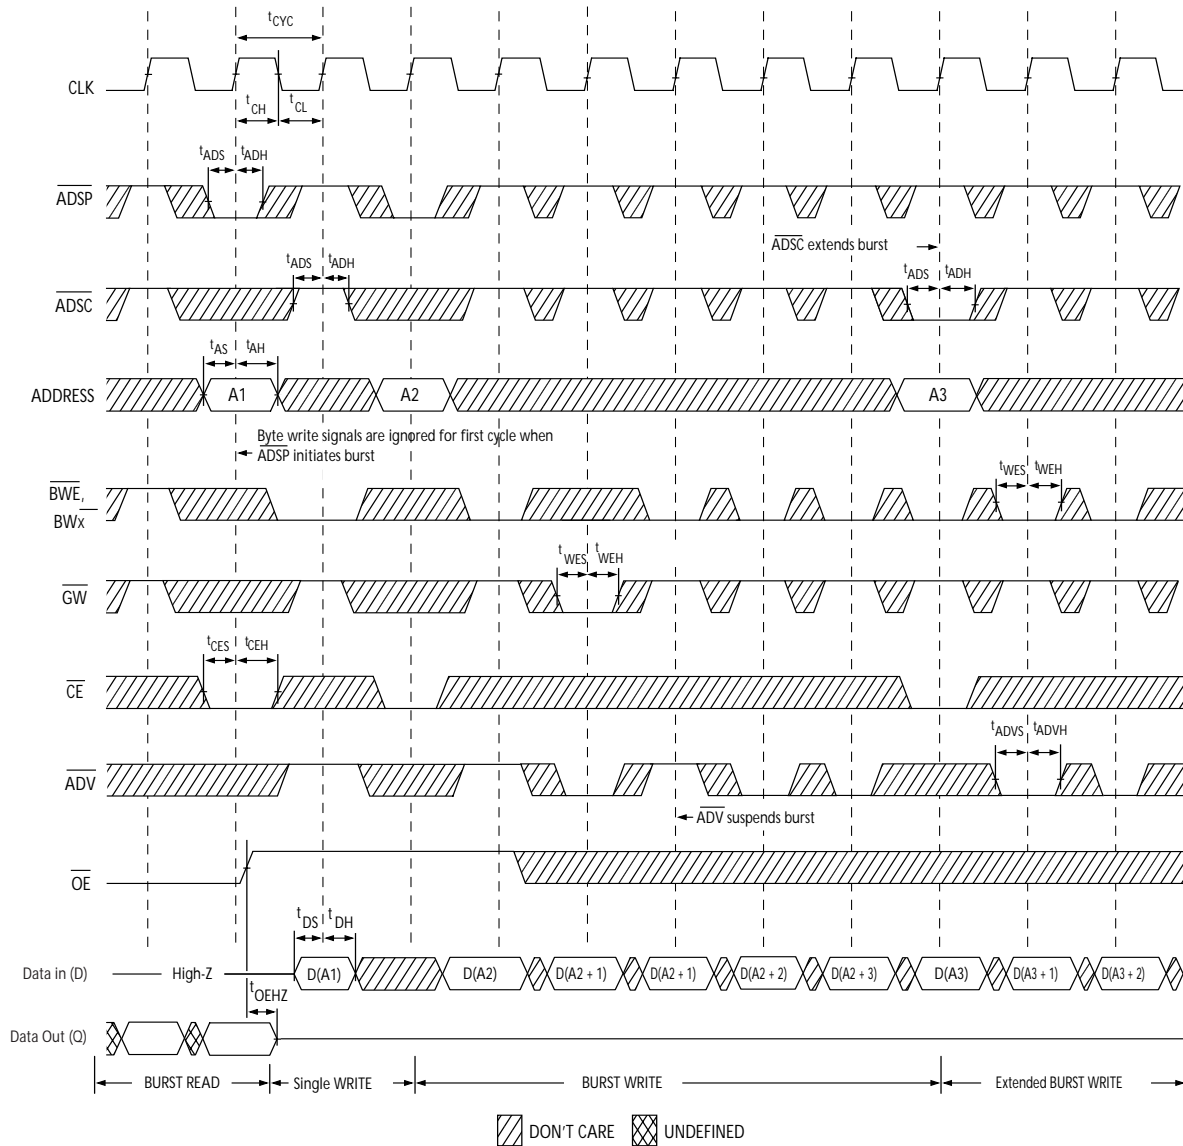 tCYC
CLK
tCH
tCL
tADS
tADH
ADSP
ADSC extends burst
tADS
tADH
tADS
tADH
ADSC
tAS
tAH
ADDRESS
A1
A2
A3
Byte write signals are ignored for first cycle when
ADSP initiates burst
tWES
tWEH
BWE,
BWX
tWES
tWEH
GW
tCES
tCEH
CE
tADVS
tADVH
ADV
ADV suspends burst
OE
tDS
tDH
Data in (D)
High-Z
D(A1)
D(A2)
D(A2 + 1)
D(A2 + 1)
D(A2 + 2)
D(A2 + 3)
D(A3)
D(A3 + 1)
D(A3 + 2)
tOEHZ
Data Out (Q)
BURST READ
Single WRITE
BURST WRITE
Extended BURST WRITE
DON'T CARE
UNDEFINED